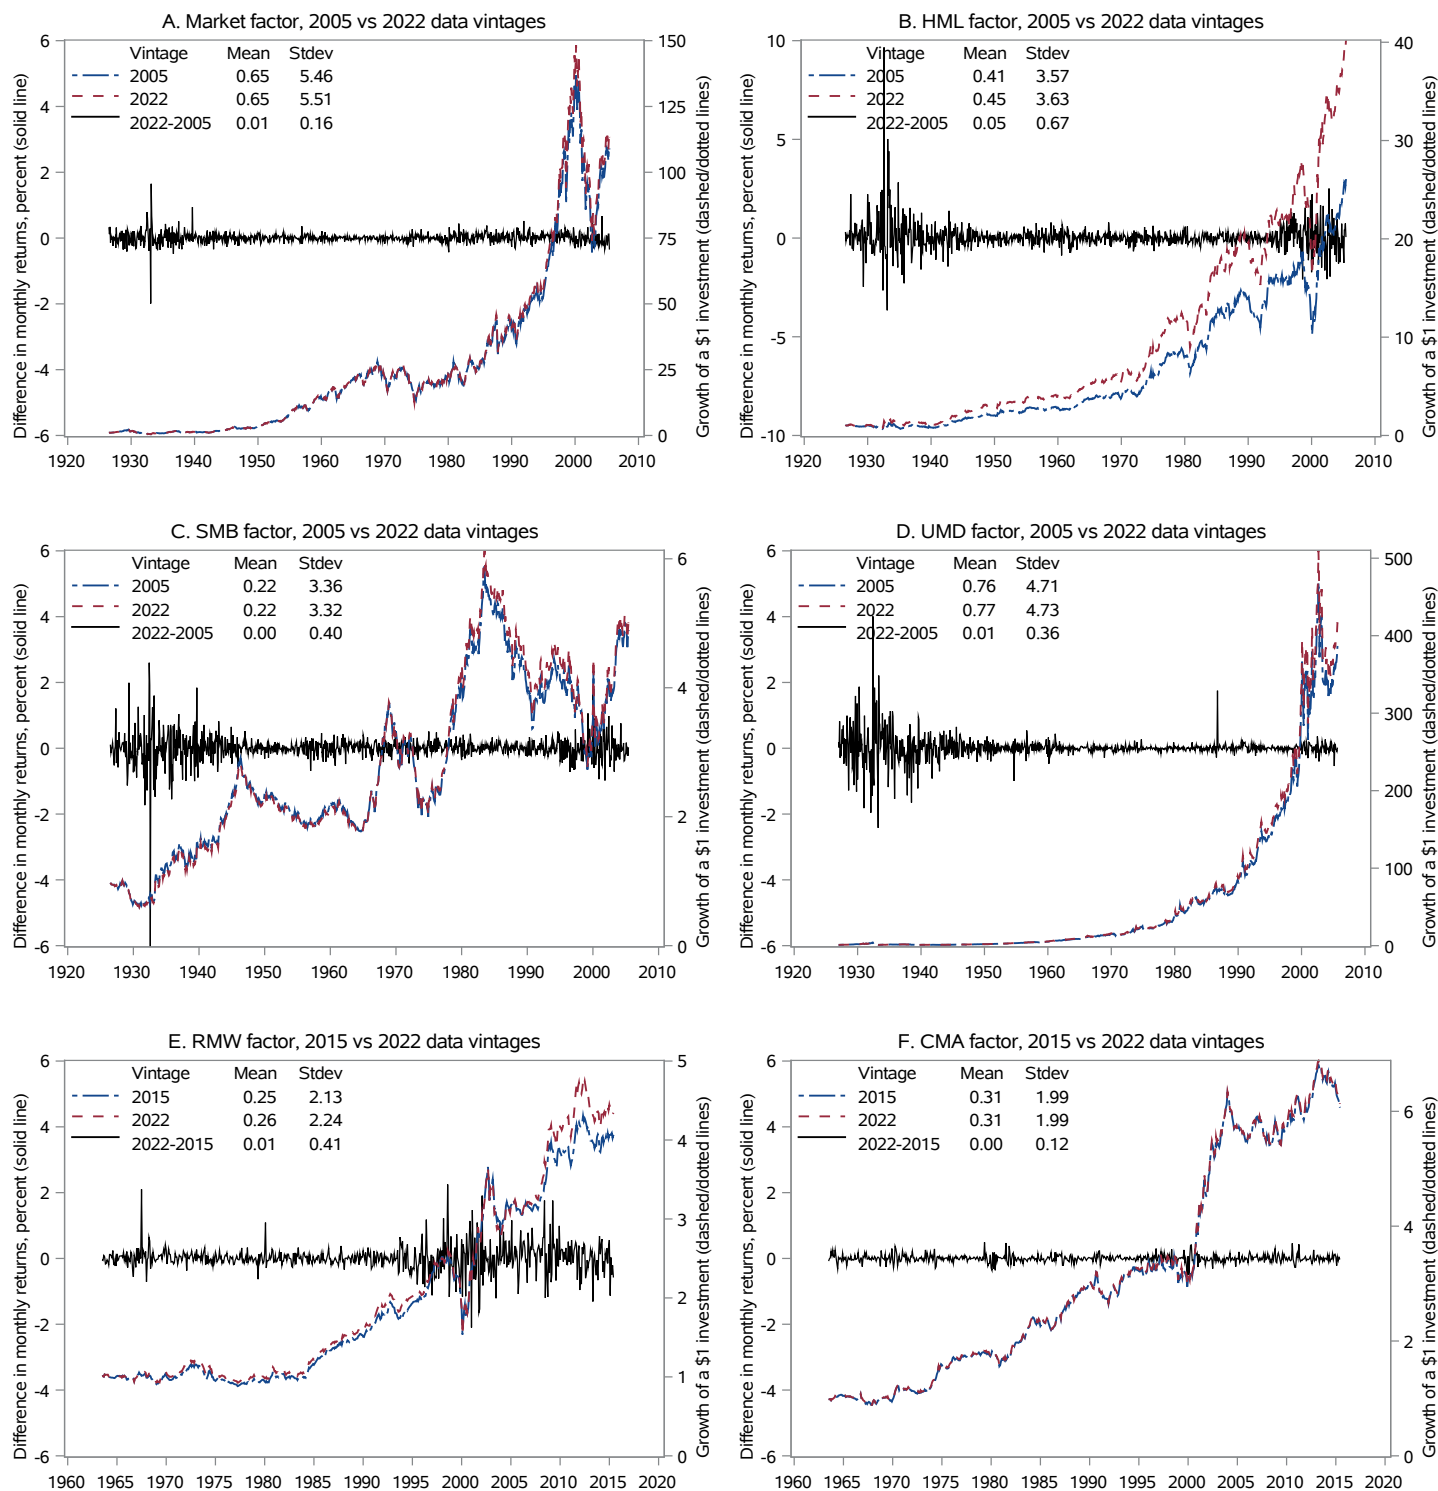 A. Market factor, 2005 vs 2022 data vintages
Difference in monthly returns, percent (solid line)
Growth of a $1 investment (dashed/dotted lines)
Vintage Mean Stdev
2005 0.65 5.46
2022 0.65 5.51
2022-2005 0.01 0.16
6
4
2
0
-2
-4
-6
150
125
100
75
50
25
0
1920 1930 1940 1950 1960 1970 1980 1990 2000 2010
B. HML factor, 2005 vs 2022 data vintages
Difference in monthly returns, percent (solid line)
Growth of a $1 investment (dashed/dotted lines)
Vintage Mean Stdev
2005 0.41 3.57
2022 0.45 3.63
2022-2005 0.05 0.67
10
5
0
-5
-10
40
30
20
10
0
1920 1930 1940 1950 1960 1970 1980 1990 2000 2010
C. SMB factor, 2005 vs 2022 data vintages
Difference in monthly returns, percent (solid line)
Growth of a $1 investment (dashed/dotted lines)
Vintage Mean Stdev
2005 0.22 3.36
2022 0.22 3.32
2022-2005 0.00 0.40
6
4
2
0
-2
-4
-6
6
4
2
0
1920 1930 1940 1950 1960 1970 1980 1990 2000 2010
D. UMD factor, 2005 vs 2022 data vintages
Difference in monthly returns, percent (solid line)
Growth of a $1 investment (dashed/dotted lines)
Vintage Mean Stdev
2005 0.76 4.71
2022 0.77 4.73
2022-2005 0.01 0.36
6
4
2
0
-2
-4
-6
500
400
300
200
100
0
1920 1930 1940 1950 1960 1970 1980 1990 2000 2010
E. RMW factor, 2015 vs 2022 data vintages
Difference in monthly returns, percent (solid line)
Growth of a $1 investment (dashed/dotted lines)
Vintage Mean Stdev
2015 0.25 2.13
2022 0.26 2.24
2022-2015 0.01 0.41
6
4
2
0
-2
-4
-6
5
4
3
2
1
0
1960 1965 1970 1975 1980 1985 1990 1995 2000 2005 2010 2015 2020
F. CMA factor, 2015 vs 2022 data vintages
Difference in monthly returns, percent (solid line)
Growth of a $1 investment (dashed/dotted lines)
Vintage Mean Stdev
2015 0.31 1.99
2022 0.31 1.99
2022-2015 0.00 0.12
6
4
2
0
-2
-4
-6
6
4
2
0
1960 1965 1970 1975 1980 1985 1990 1995 2000 2005 2010 2015 2020